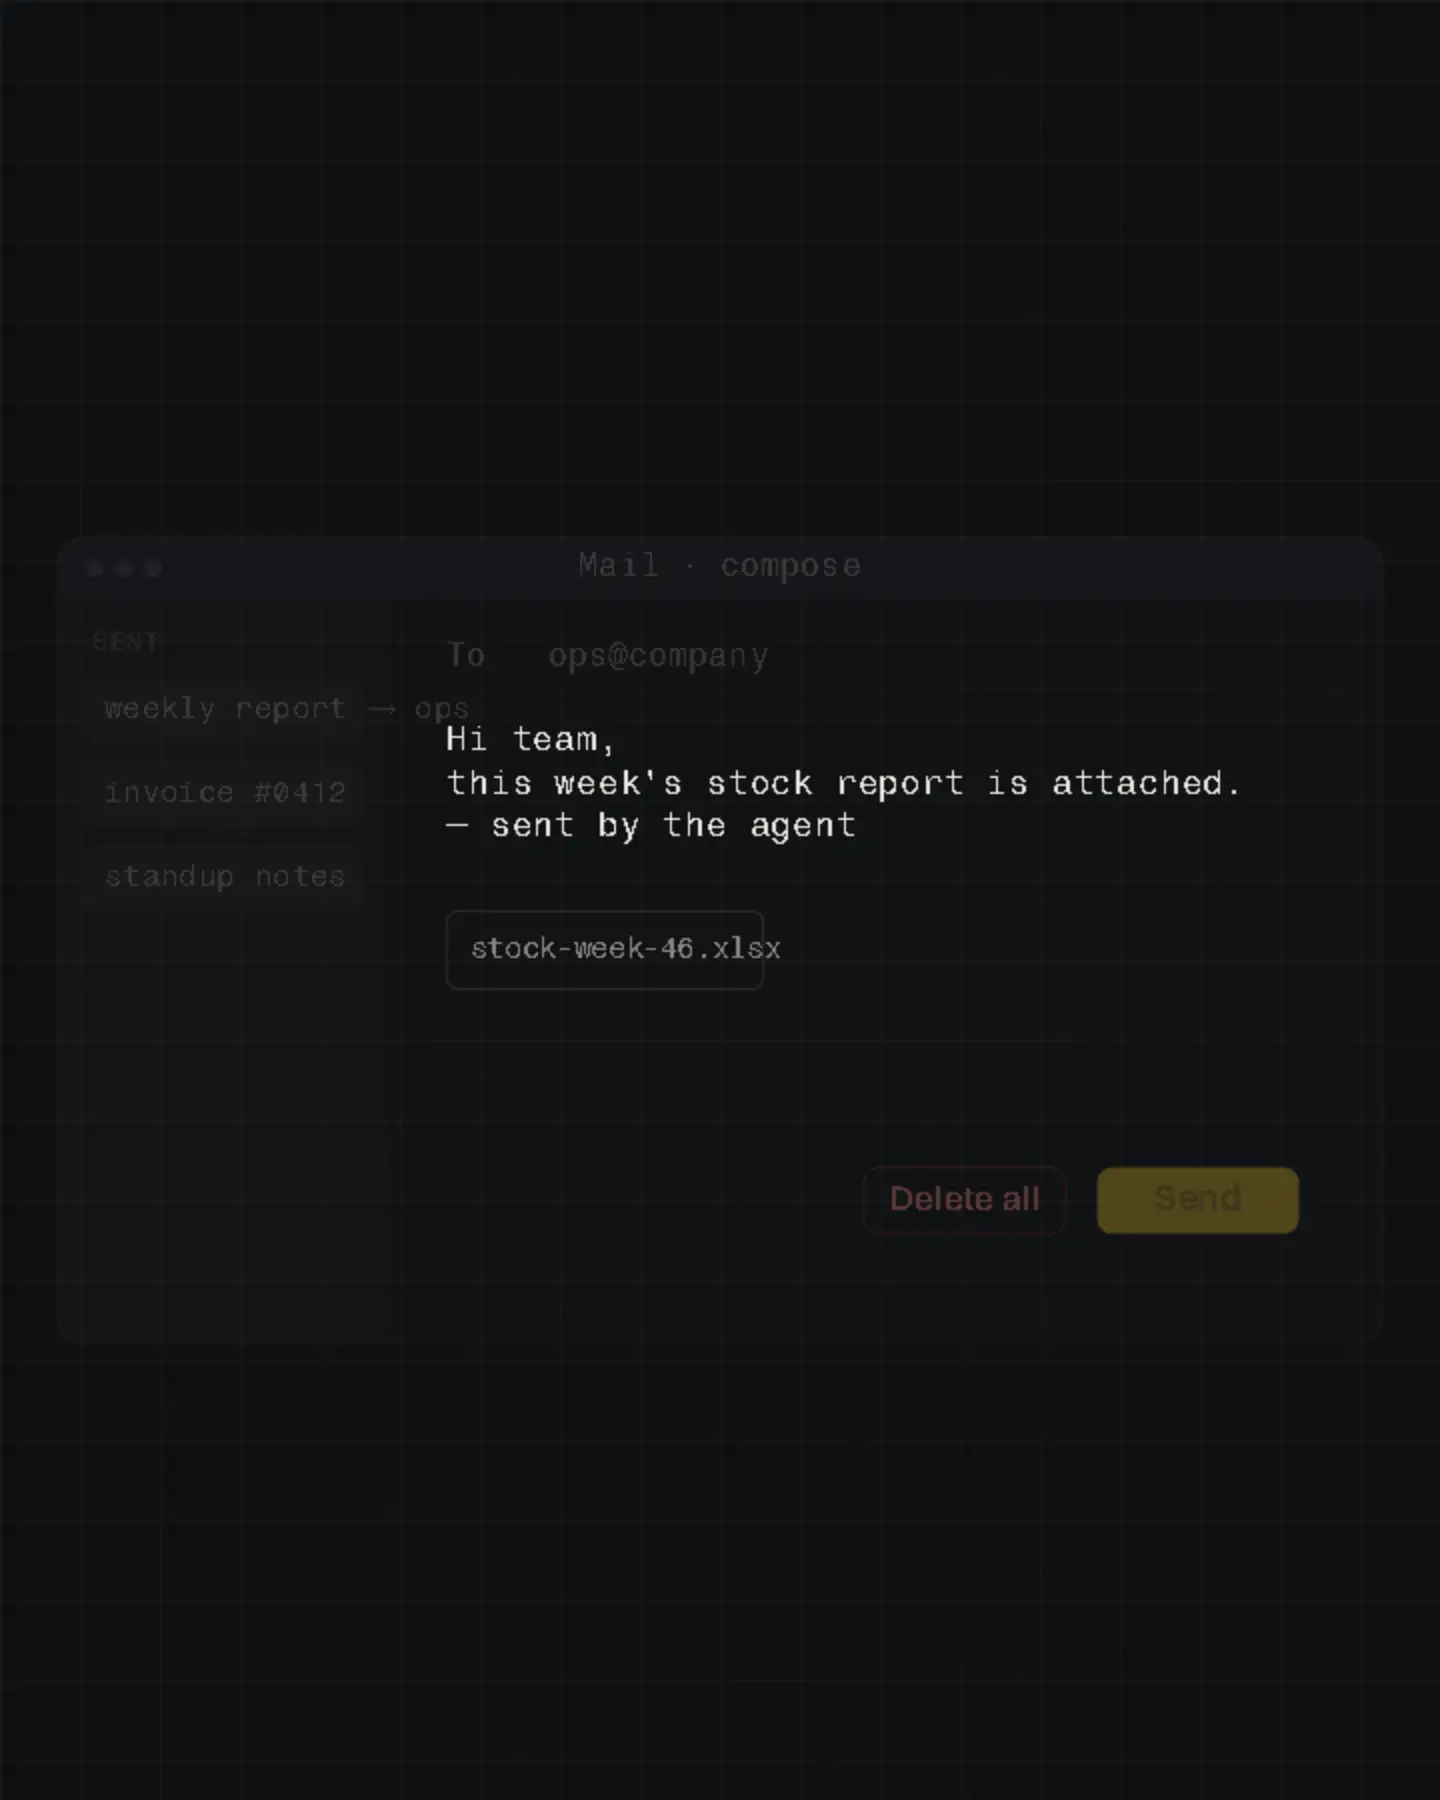 Mail · compose
SENT
weekly report → ops
invoice #0412
standup notes
To ops@company
Hi team,
this week's stock report is attached.
— sent by the agent
stock-week-46.xlsx
Delete all
Send